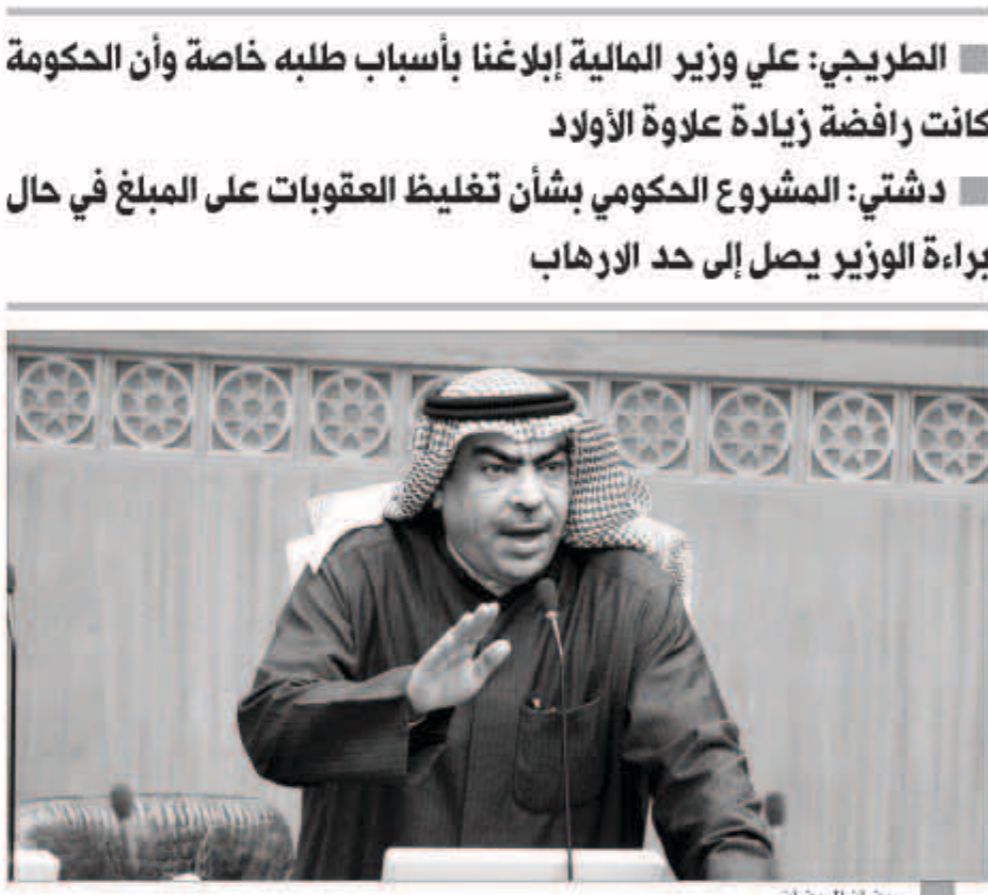 الطريجي: علي وزير المالية إبلاغنا بأسباب طلبه خاصة وأن الحكومة
كانت رافضة زيادة علاوة الأولاد
دشتي: المشروع الحكومي بشأن تغليظ العقوبات على المبلغ في حال
براءة الوزير يصل إلى حد الارهاب